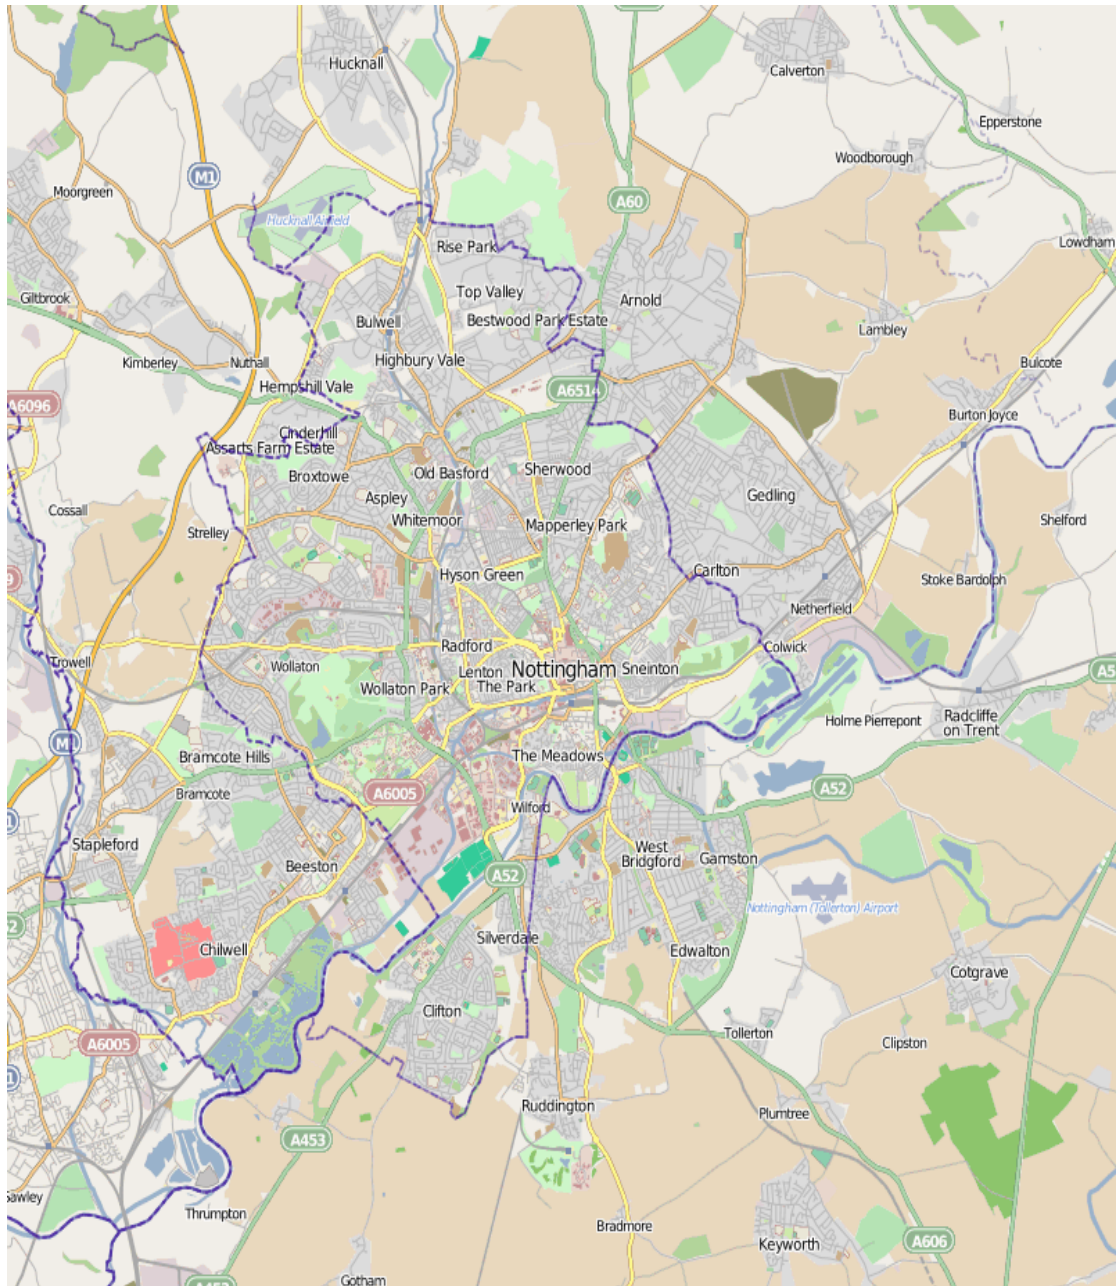 Hucknall
Calverton
Epperstone
Woodborough
M1
Moorgreen
A60
Hucknall Airfield
Lowdham
Rise Park
Top Valley
Giltbrook
Arnold
Bulwell
Bestwood Park Estate
Lambley
Kimberley
Nuthall
Highbury Vale
Bulcote
Hempshill Vale
A6514
A6096
Burton Joyce
Cinderhill
Assarts Farm Estate
Old Basford
Sherwood
Broxtowe
Aspley
Gedling
Cossall
Whitemoor
Mapperley Park
Shelford
Strelley
Hyson Green
Carlton
Stoke Bardolph
Netherfield
Radford
Colwick
Trowell
Wollaton
Lenton
Nottingham
Sneinton
A5
Wollaton Park
The Park
Holme Pierrepont
Radcliffe
on Trent
M1
Bramcote Hills
The Meadows
A6005
A52
Bramcote
Wilford
Stapleford
West
Bridgford
Gamston
Beeston
A52
Nottingham (Tollerton) Airport
2
Silverdale
Chilwell
Edwalton
Cotgrave
Clifton
Tollerton
A6005
Clipston
Ruddington
Plumtree
A453
Sawley
Thrumpton
Bradmore
A606
Keyworth
Gotham
A453